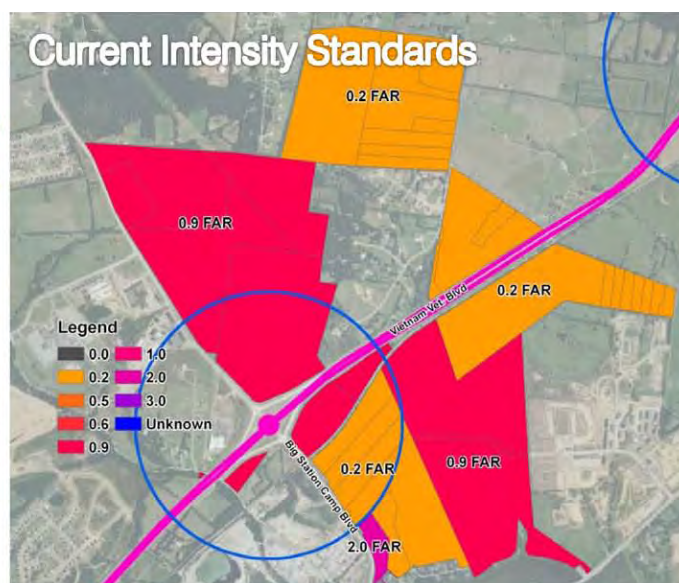 Current Intensity Standards
0.2 FAR
0.9 FAR
0.2 FAR
Vietnam Vet' Blvd
Legend
0.0
0.2
0.5
0.6
0.9
1.0
2.0
3.0
Unknown
0.2 FAR
0.9 FAR
Big Station Camp Blvd
2.0 FAR